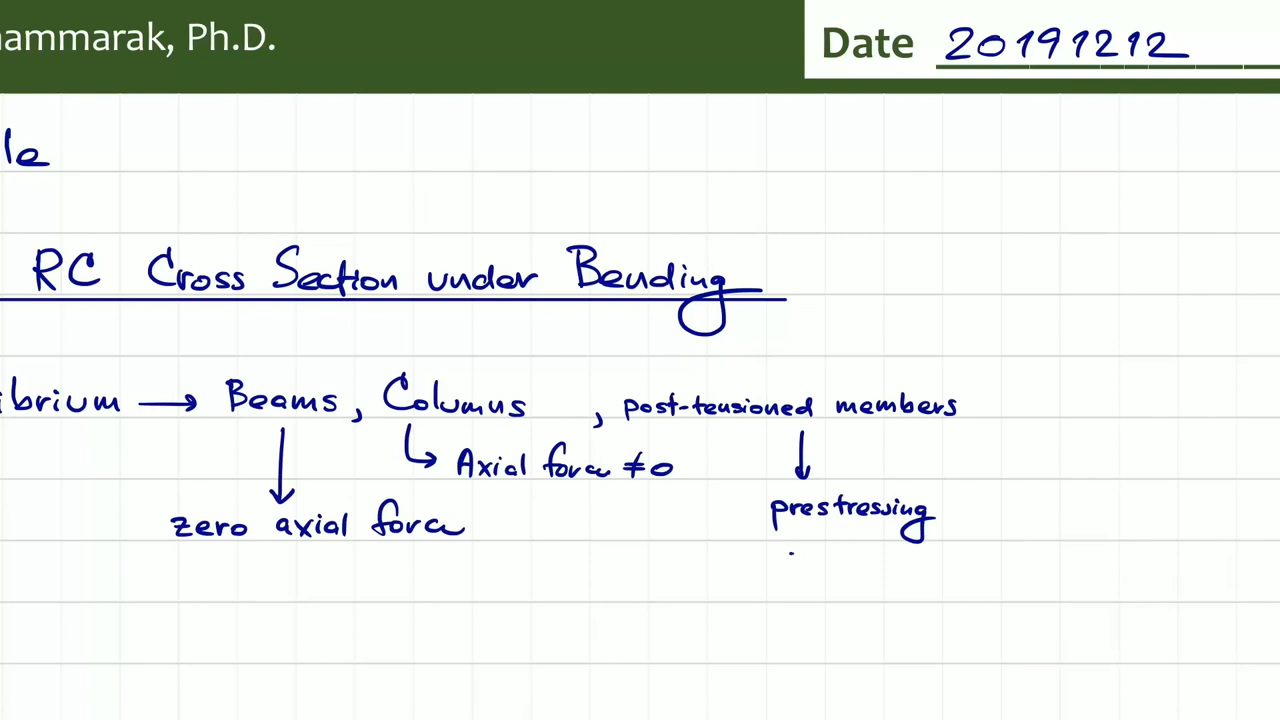 ammarak, Ph.D.
Date 20191212
le
RC Cross Section under Bending
ibrium → Beams, Columns , post-tensioned members
Axial force ≠ 0
prestressing
zero axial force